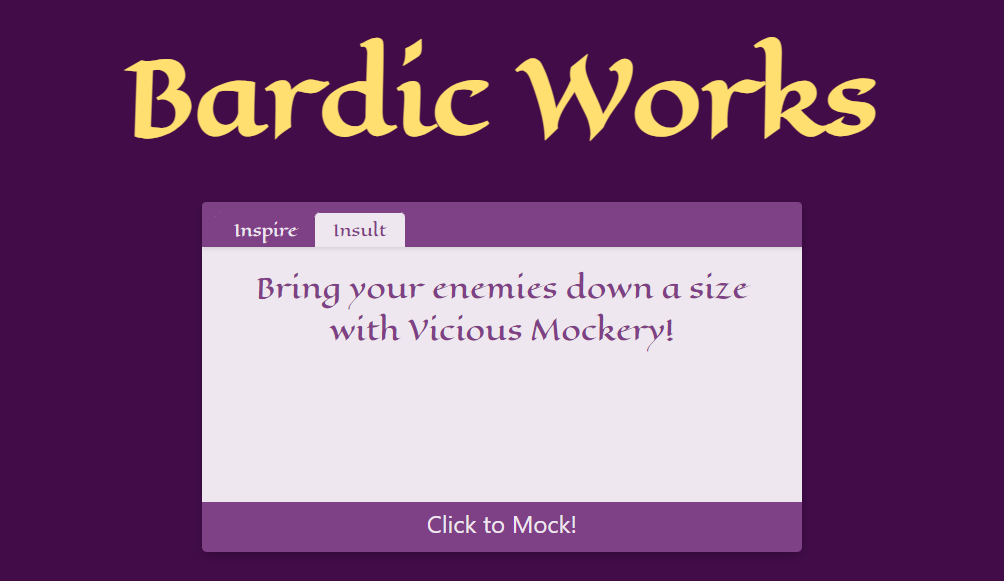 Bardic Works
Inspire Insult
Bring your enemies down a size
with Vicious Mockery!
Click to Mock!